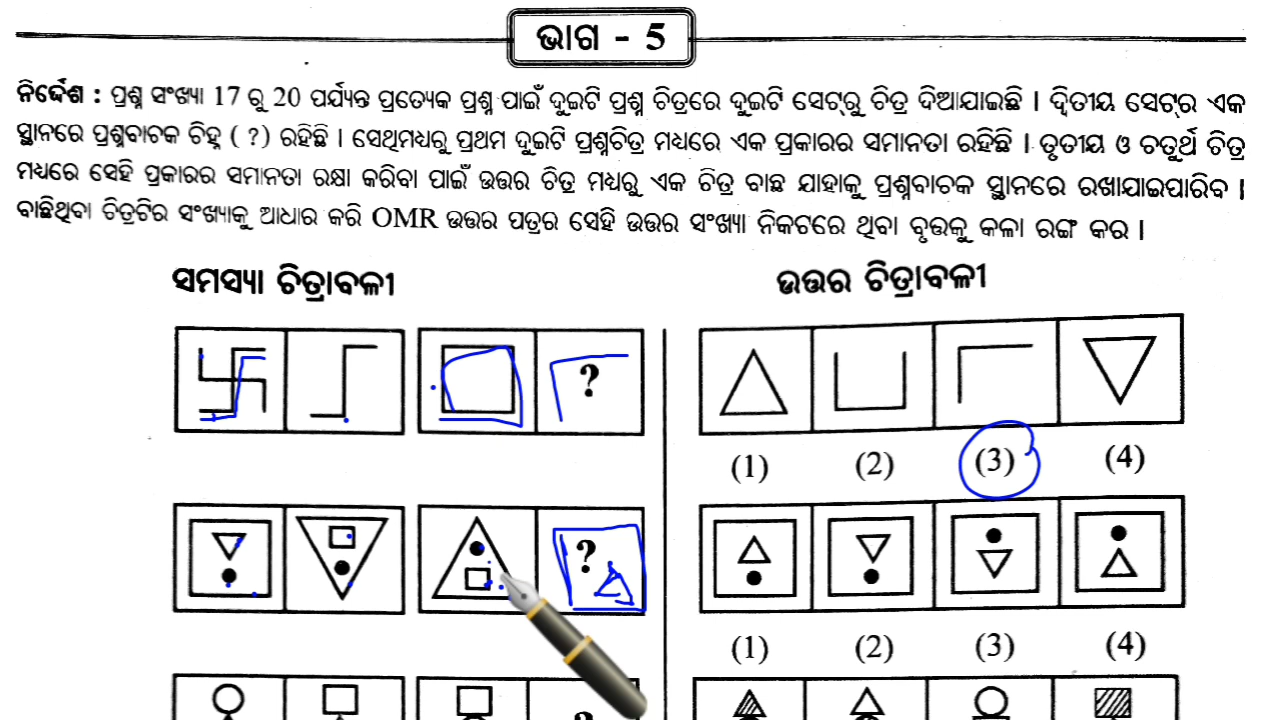 ଭାଗ - 5
ନିର୍ଦ୍ଦେଶ : ପ୍ରଶ୍ନ ସଂଖ୍ୟା 17 ରୁ 20 ପର୍ଯ୍ୟନ୍ତ ପ୍ରତ୍ୟେକ ପ୍ରଶ୍ନ ପାଇଁ ଦୁଇଟି ପ୍ରଶ୍ନ ଚିତ୍ରରେ ଦୁଇଟି ସେଟ୍‌ରୁ ଚିତ୍ର ଦିଆଯାଇଛି । ଦ୍ୱିତୀୟ ସେଟ୍‌ର ଏକ
ସ୍ଥାନରେ ପ୍ରଶ୍ନବାଚକ ଚିହ୍ନ ( ? ) ରହିଛି । ସେଥିମଧ୍ୟରୁ ପ୍ରଥମ ଦୁଇଟି ପ୍ରଶ୍ନଚିତ୍ର ମଧ୍ୟରେ ଏକ ପ୍ରକାରର ସମାନତା ରହିଛି । ତୃତୀୟ ଓ ଚତୁର୍ଥ ଚିତ୍ର
ମଧ୍ୟରେ ସେହି ପ୍ରକାରର ସମାନତା ରକ୍ଷା କରିବା ପାଇଁ ଉତ୍ତର ଚିତ୍ର ମଧ୍ୟରୁ ଏକ ଚିତ୍ର ବାଛ ଯାହାକୁ ପ୍ରଶ୍ନବାଚକ ସ୍ଥାନରେ ରଖାଯାଇପାରିବ ।
ବାଛିଥିବା ଚିତ୍ରଟିର ସଂଖ୍ୟାକୁ ଆଧାର କରି OMR ଉତ୍ତର ପତ୍ରର ସେହି ଉତ୍ତର ସଂଖ୍ୟା ନିକଟରେ ଥିବା ବୃତ୍ତକୁ କଳା ରଙ୍ଗ କର ।
ସମସ୍ୟା ଚିତ୍ରାବଳୀ
ଉତ୍ତର ଚିତ୍ରାବଳୀ
?
(1) (2) (3) (4)
?
(1) (2) (3) (4)
?